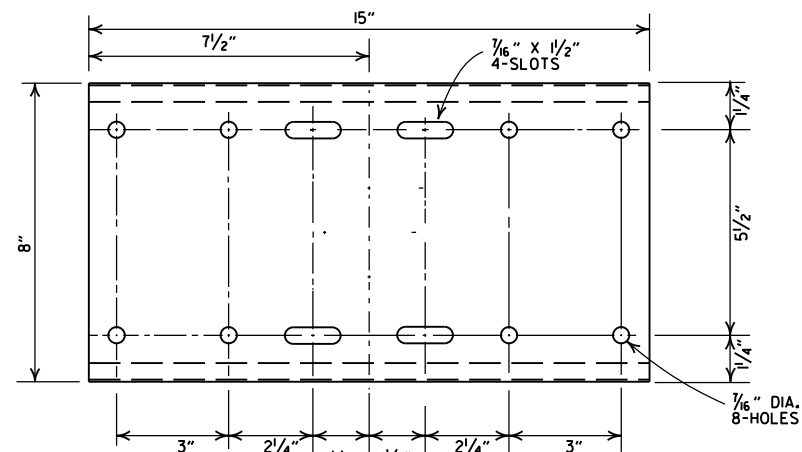 15"
7 1/2"
7/16" X 1 1/2"
4-SLOTS
1 1/4"
8"
5 1/2"
1 1/4"
7/16" DIA.
8-HOLES
3"
2 1/4"
2 1/4"
3"